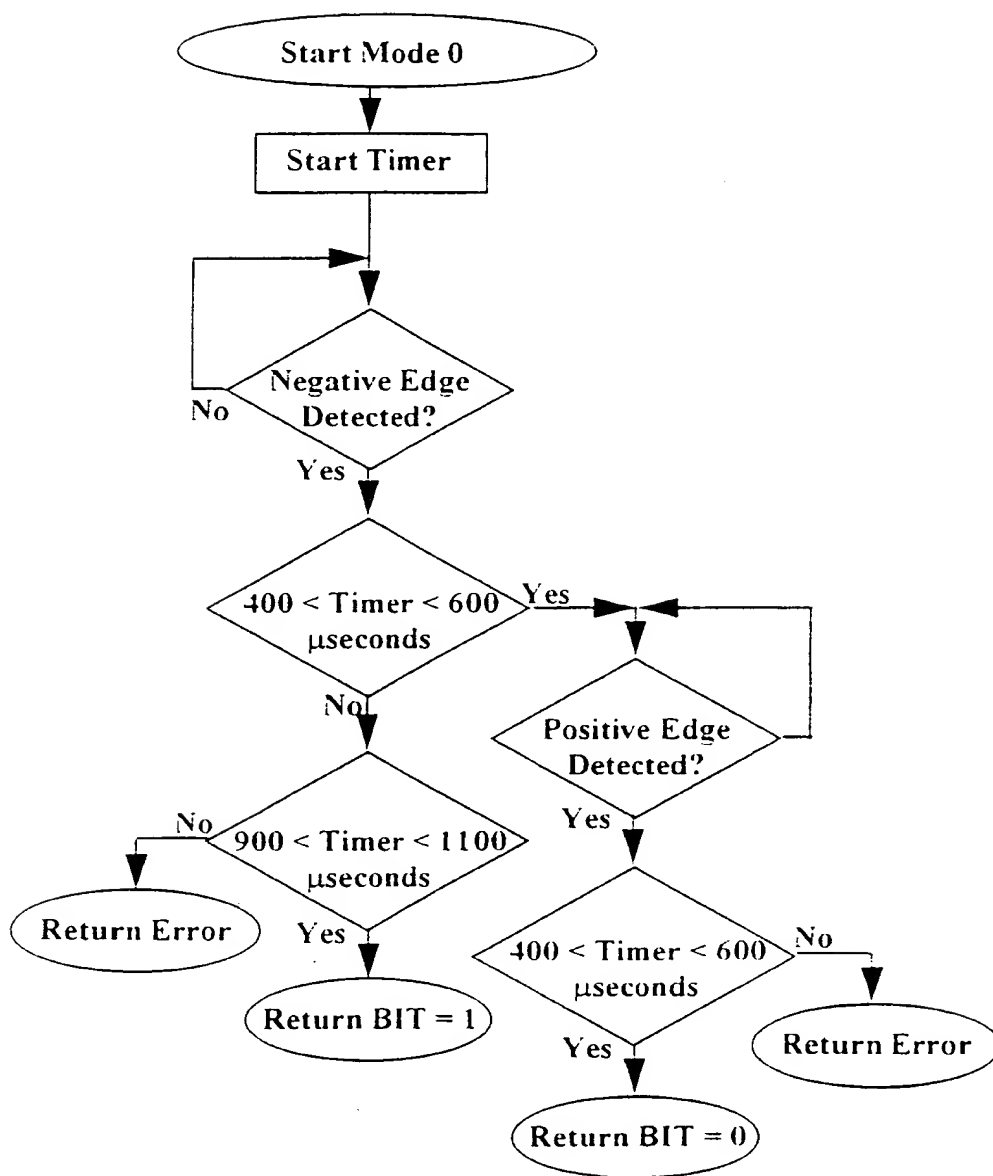 Start Mode 0
Start Timer
Negative Edge
Detected?
No
Yes
400 < Timer < 600
μseconds
Yes
No
Positive Edge
Detected?
Yes
No
900 < Timer < 1100
μseconds
Yes
Return Error
Return BIT = 1
400 < Timer < 600
μseconds
No
Yes
Return Error
Return BIT = 0